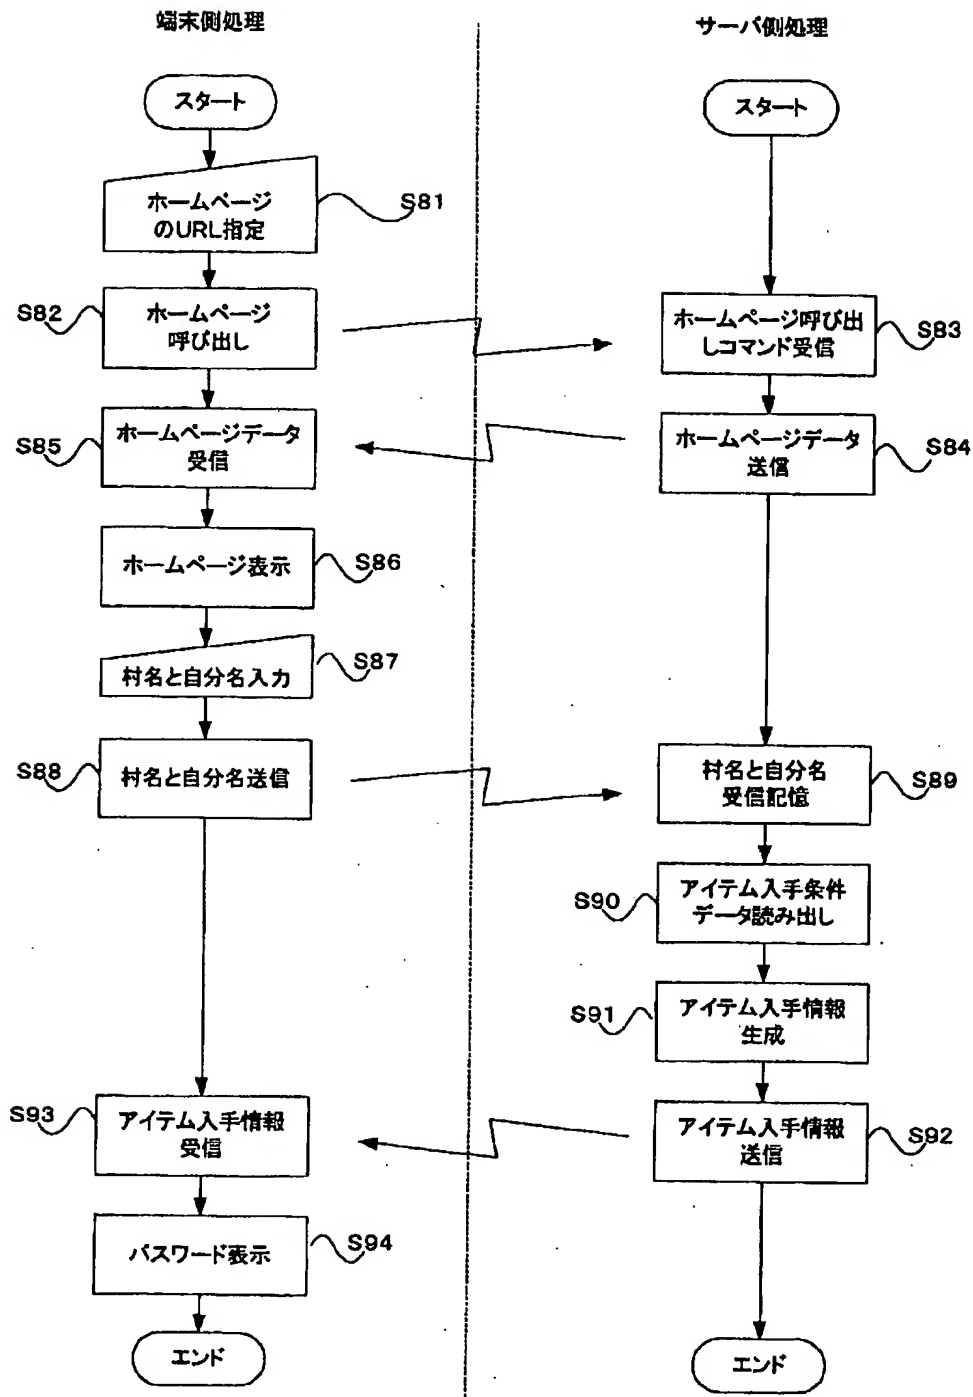 端末側処理
サーバ側処理
スタート
スタート
ホームページ
のURL指定
S81
S82
ホームページ
呼び出し
ホームページ呼び出
しコマンド受信
S83
S85
ホームページデータ
受信
ホームページデータ
送信
S84
ホームページ表示
S86
村名と自分名入力
S87
S88
村名と自分名送信
村名と自分名
受信記憶
S89
S90
アイテム入手条件
データ読み出し
S91
アイテム入手情報
生成
S93
アイテム入手情報
受信
アイテム入手情報
送信
S92
パスワード表示
S94
エンド
エンド